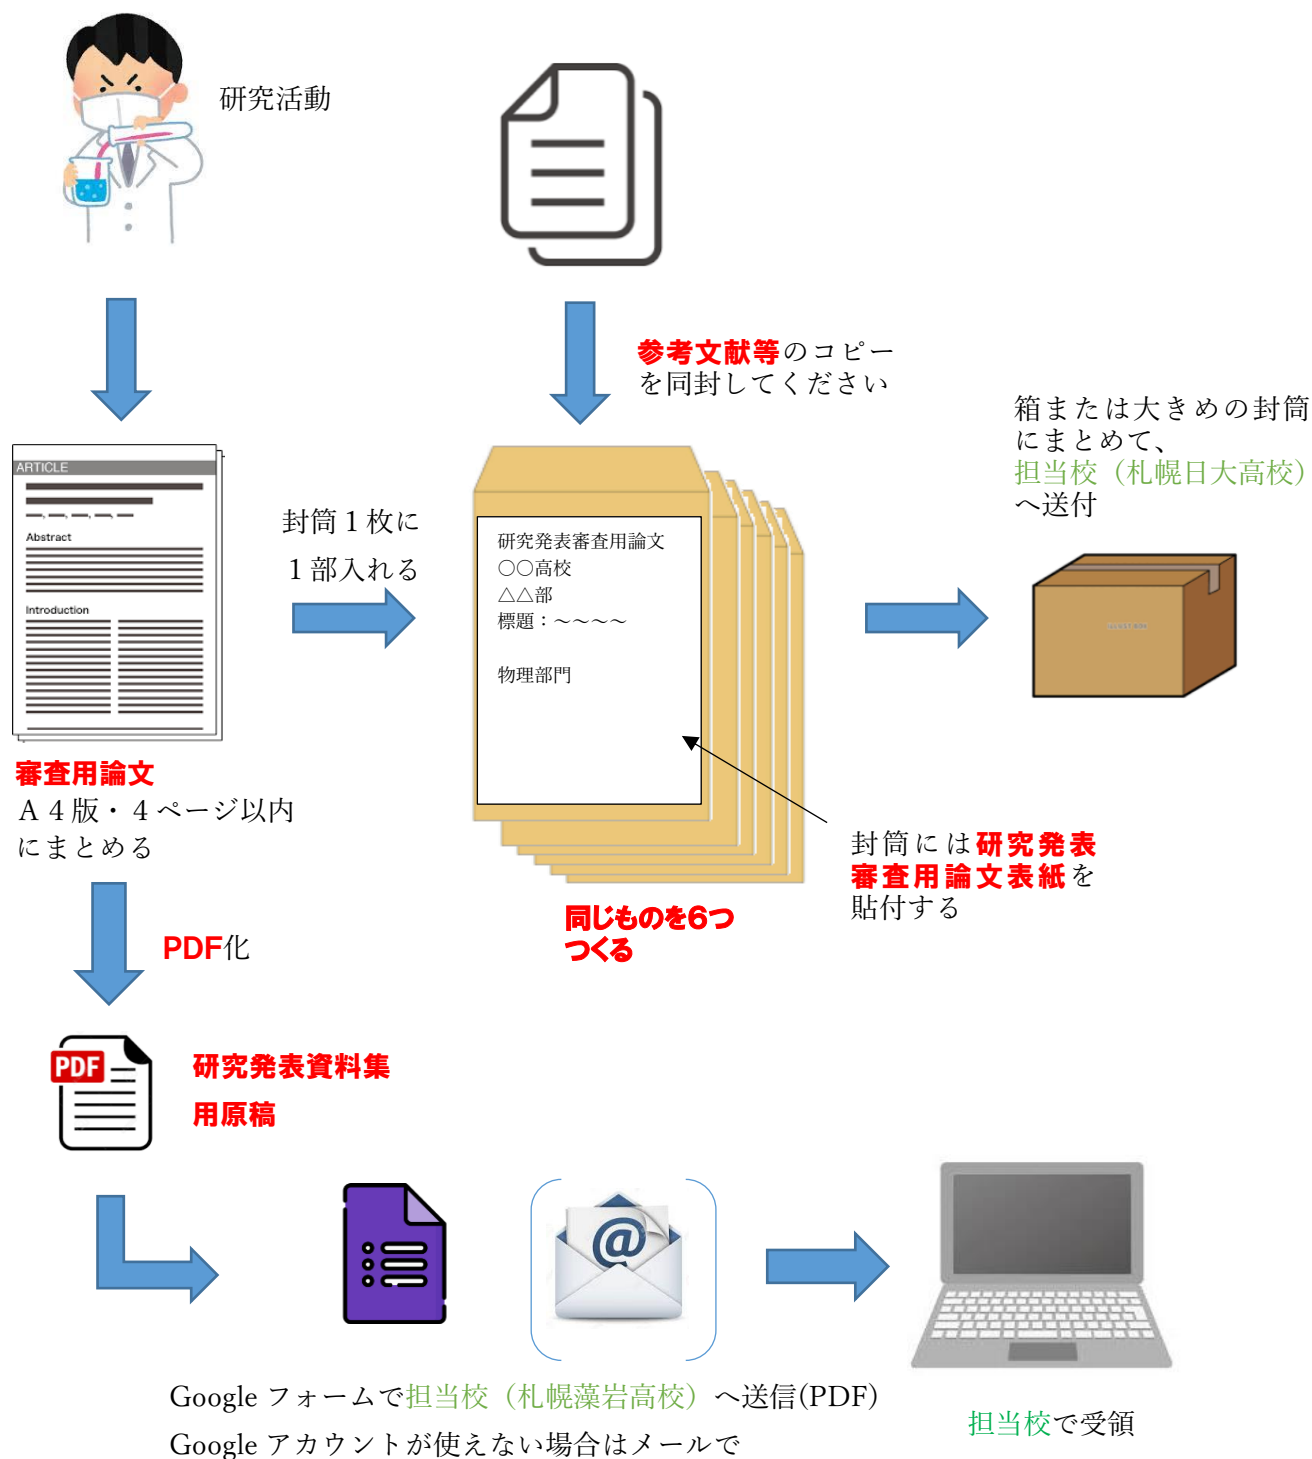 研究活動
参考文献等のコピー
を同封してください
箱または大きめの封筒
にまとめて、
担当校（札幌日大高校）
へ送付
ARTICLE
Abstract
Introduction
封筒１枚に
１部入れる
研究発表審査用論文
○○高校
△△部
標題：～～～～
物理部門
審査用論文
Ａ４版・４ページ以内
にまとめる
封筒には研究発表
審査用論文表紙を
貼付する
同じものを6つ
つくる
PDF化
PDF
研究発表資料集
用原稿
@
Google フォームで担当校（札幌藻岩高校）へ送信(PDF)
Google アカウントが使えない場合はメールで
担当校で受領